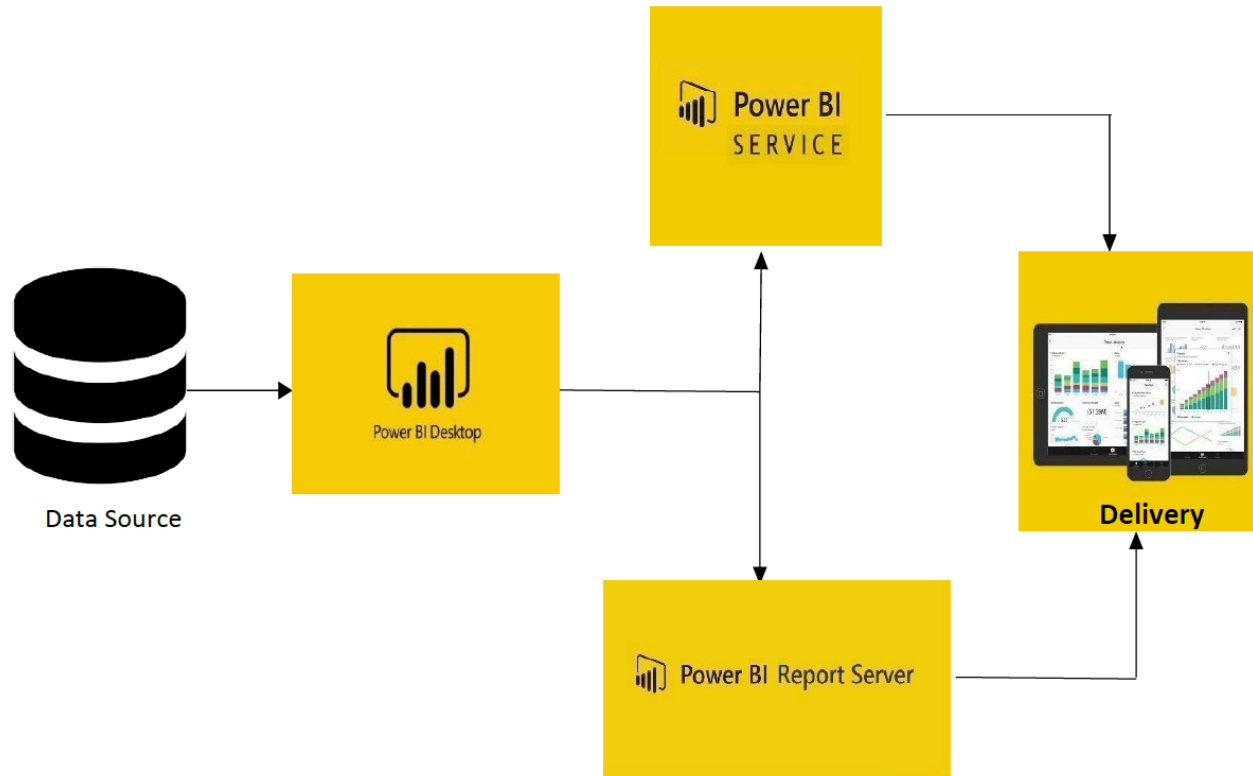 Power BI
SERVICE
Power BI Desktop
Data Source
Delivery
Power BI Report Server